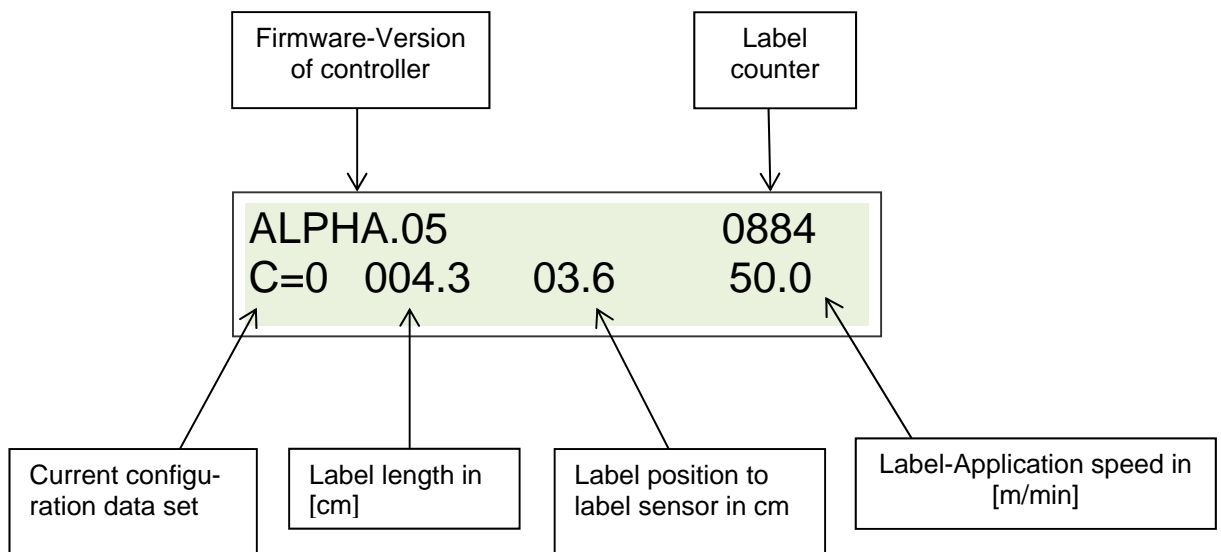 Firmware-Version
of controller
Label
counter
ALPHA.05 0884
C=0 004.3 03.6 50.0
Current configu-
ration data set
Label length in
[cm]
Label position to
label sensor in cm
Label-Application speed in
[m/min]